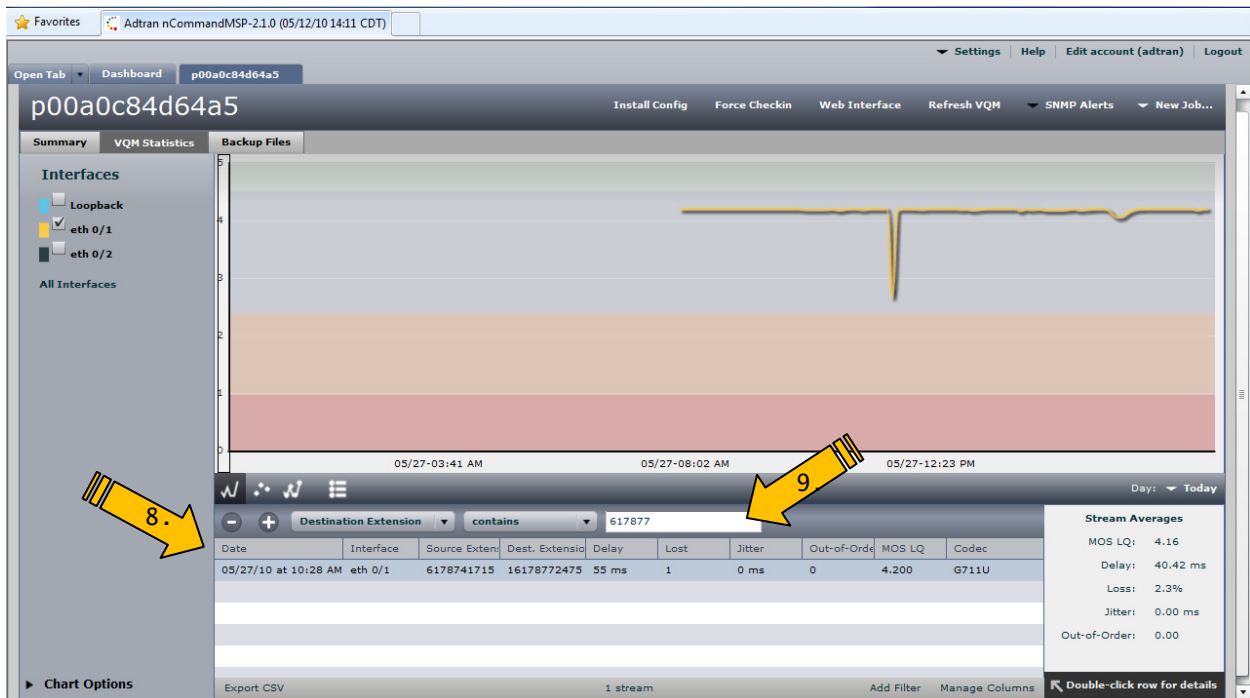 Favorites
Adtran nCommandMSP-2.1.0 (05/12/10 14:11 CDT)
Settings Help Edit account (adtran) Logout
Open Tab Dashboard p00a0c84d64a5
p00a0c84d64a5
Install Config Force Checkin Web Interface Refresh VQM SNMP Alerts New Job...
Summary VQM Statistics Backup Files
Interfaces
Loopback
eth 0/1
eth 0/2
All Interfaces
5
4
3
2
1
0
05/27-03:41 AM 05/27-08:02 AM 05/27-12:23 PM
8.
9.
Day: Today
Destination Extension contains 617877
Date Interface Source Exten: Dest. Extensio Delay Lost Jitter Out-of-Orde MOS LQ Codec
05/27/10 at 10:28 AM eth 0/1 6178741715 16178772475 55 ms 1 0 ms 0 4.200 G711U
Stream Averages
MOS LQ: 4.16
Delay: 40.42 ms
Loss: 2.3%
Jitter: 0.00 ms
Out-of-Order: 0.00
Chart Options
Export CSV 1 stream Add Filter Manage Columns
Double-click row for details